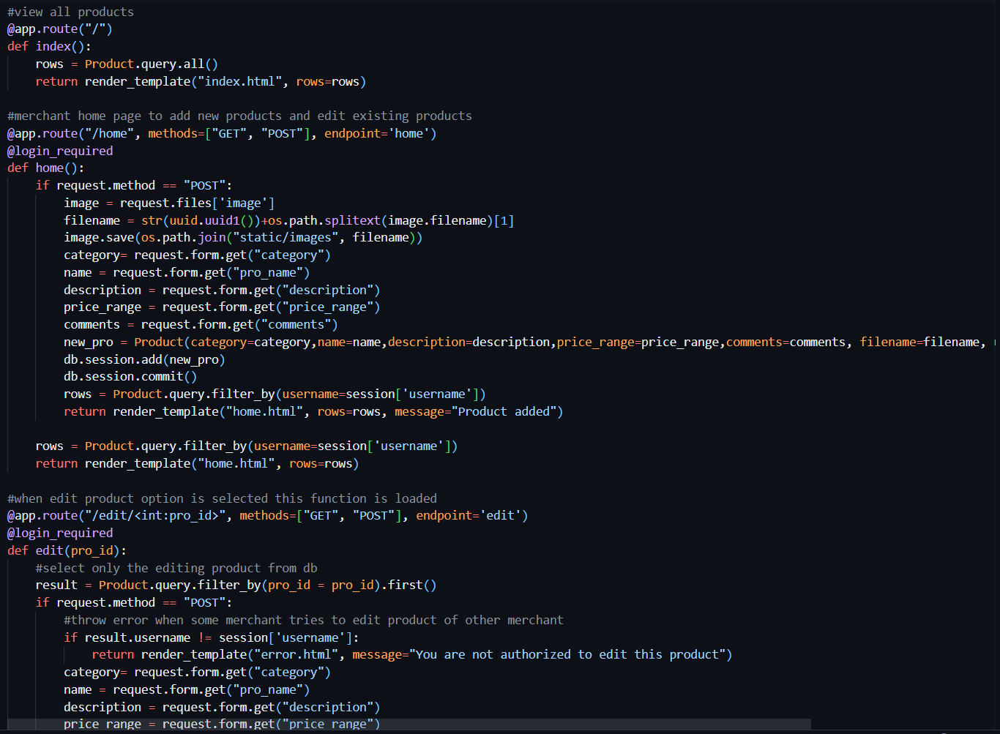 #view all products
@app.route("/")
def index():
    rows = Product.query.all()
    return render_template("index.html", rows=rows)

#merchant home page to add new products and edit existing products
@app.route("/home", methods=["GET", "POST"], endpoint='home')
@login_required
def home():
    if request.method == "POST":
        image = request.files['image']
        filename = str(uuid.uuid1())+os.path.splitext(image.filename)[1]
        image.save(os.path.join("static/images", filename))
        category= request.form.get("category")
        name = request.form.get("pro_name")
        description = request.form.get("description")
        price_range = request.form.get("price_range")
        comments = request.form.get("comments")
        new_pro = Product(category=category,name=name,description=description,price_range=price_range,comments=comments, filename=filename,
        db.session.add(new_pro)
        db.session.commit()
        rows = Product.query.filter_by(username=session['username'])
        return render_template("home.html", rows=rows, message="Product added")

    rows = Product.query.filter_by(username=session['username'])
    return render_template("home.html", rows=rows)

#when edit product option is selected this function is loaded
@app.route("/edit/<int:pro_id>", methods=["GET", "POST"], endpoint='edit')
@login_required
def edit(pro_id):
    #select only the editing product from db
    result = Product.query.filter_by(pro_id = pro_id).first()
    if request.method == "POST":
        #throw error when some merchant tries to edit product of other merchant
        if result.username != session['username']:
            return render_template("error.html", message="You are not authorized to edit this product")
        category= request.form.get("category")
        name = request.form.get("pro_name")
        description = request.form.get("description")
        price_range = request.form.get("price_range")